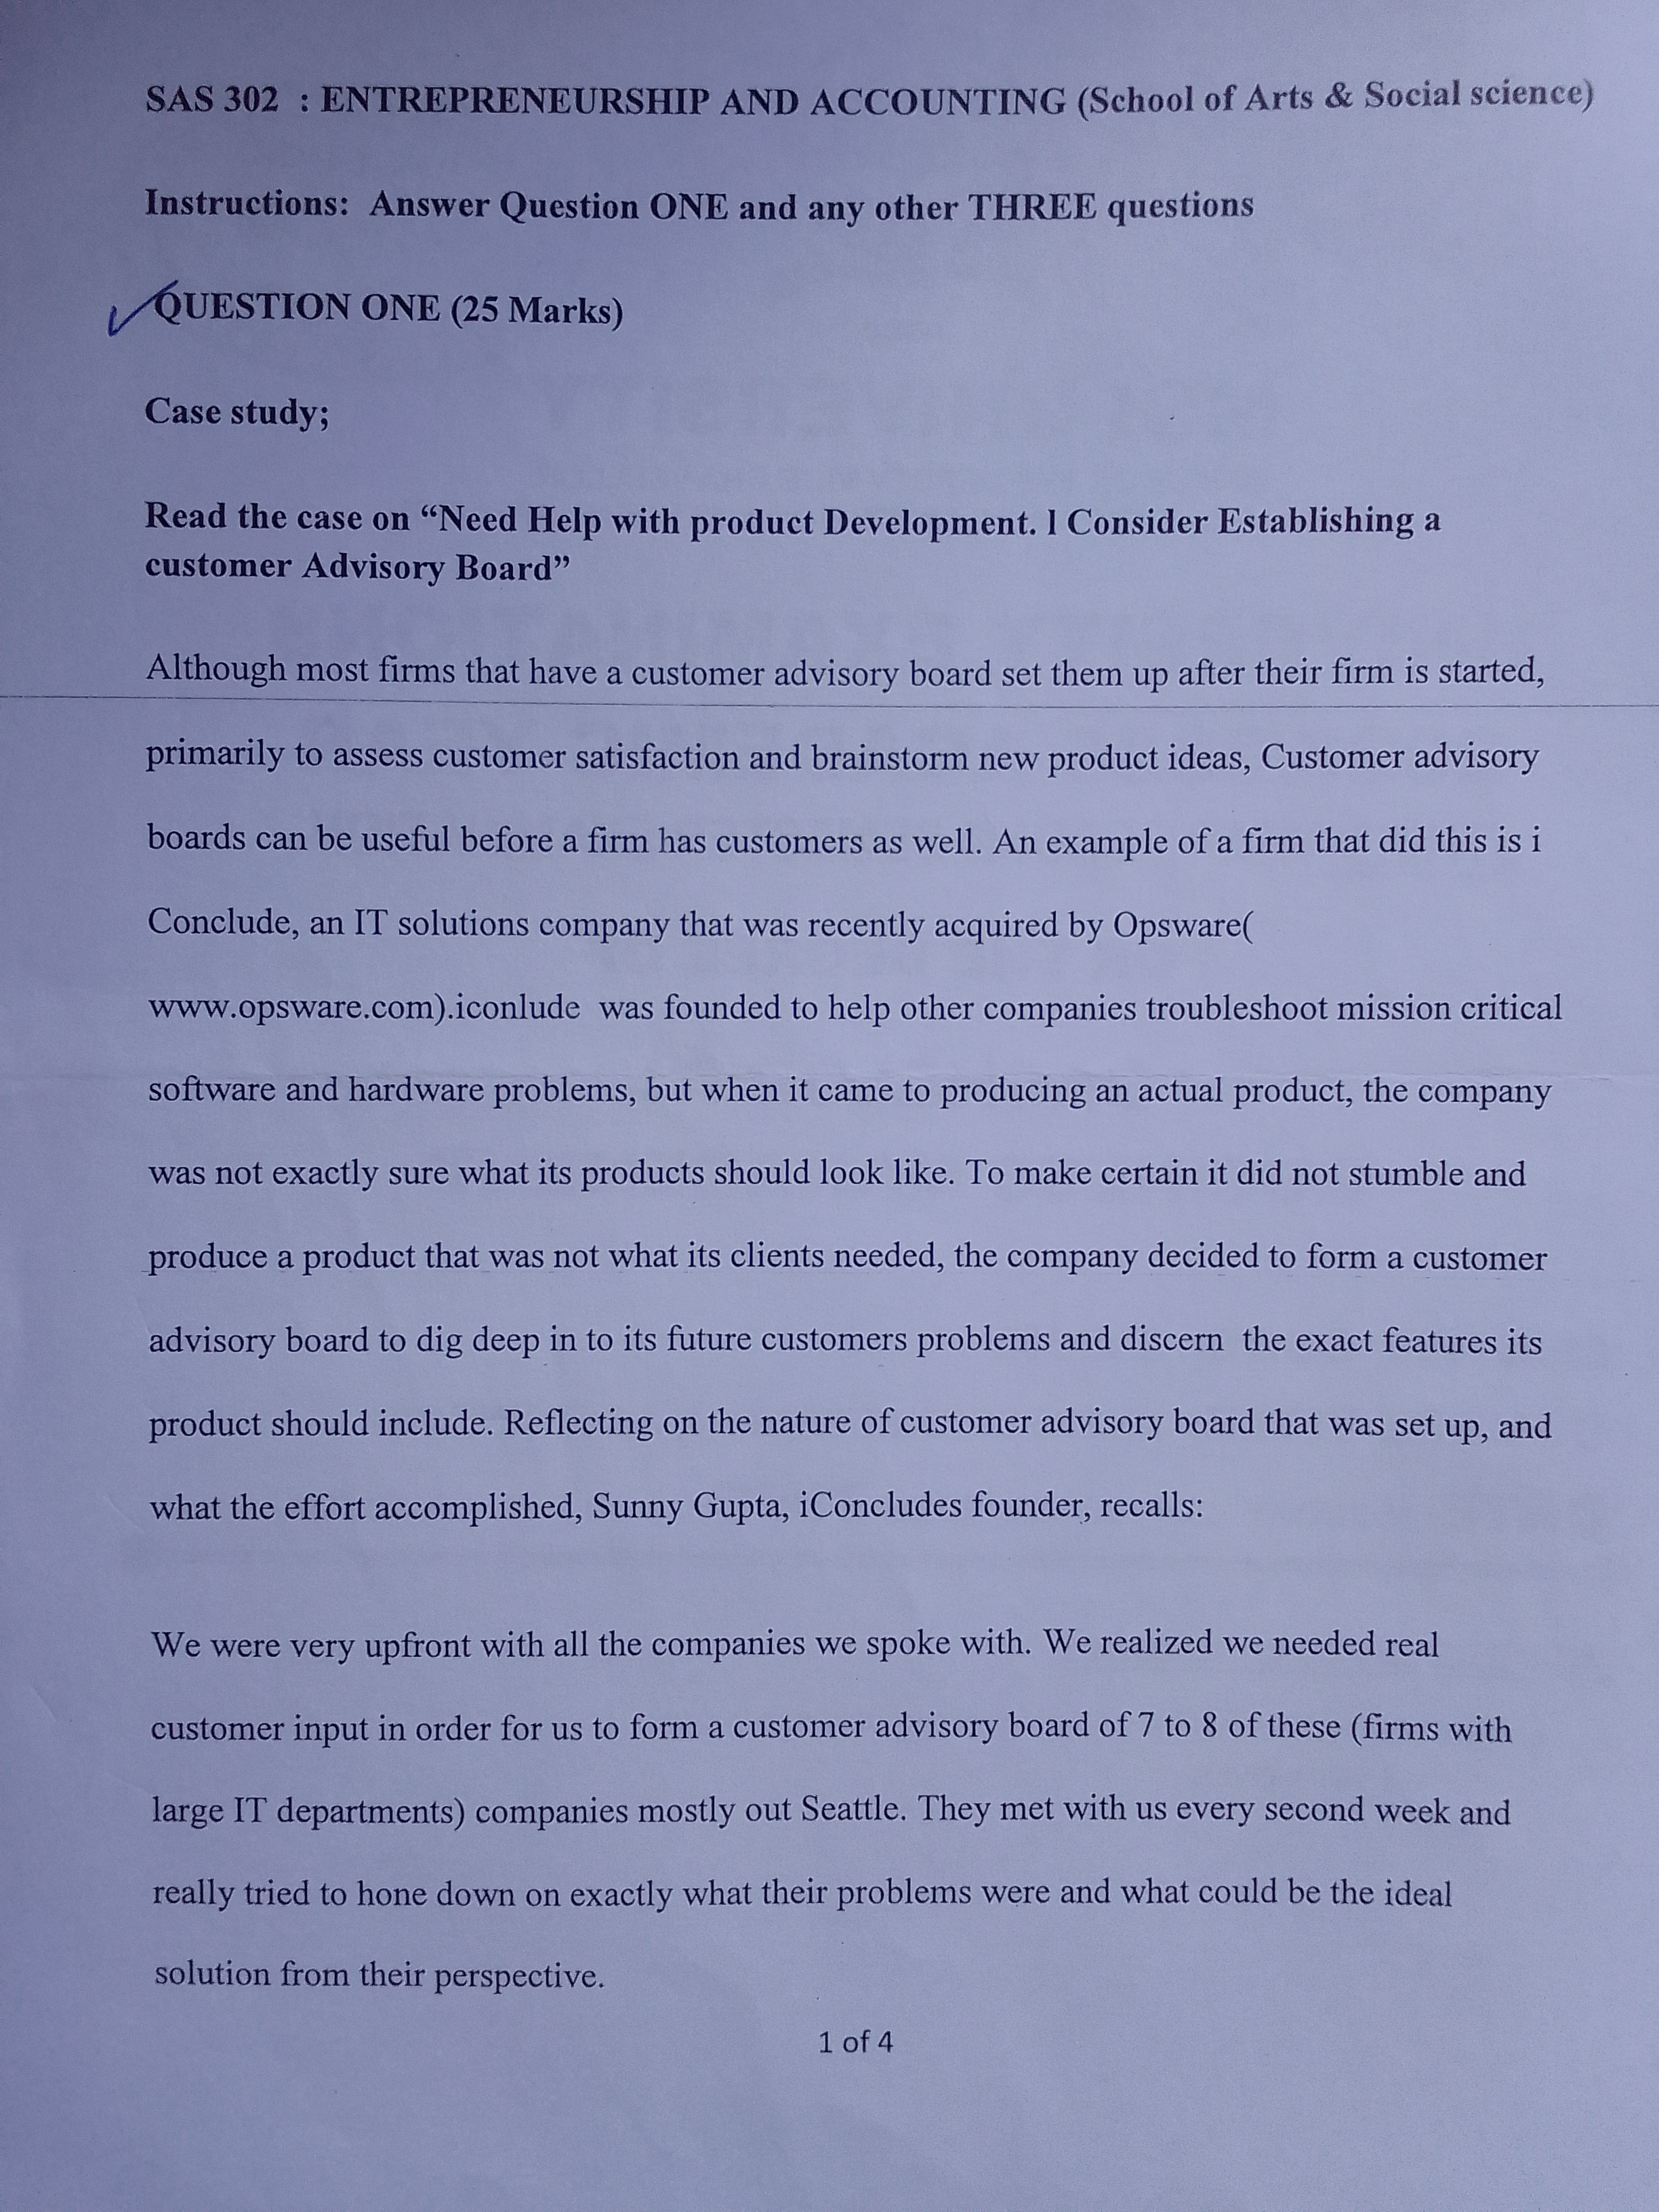 SAS 302 : ENTREPRENEURSHIP AND ACCOUNTING (School of Arts & Social science)
Instructions: Answer Question ONE and any other THREE questions
QUESTION ONE (25 Marks)
Case study;
Read the case on “Need Help with product Development. l Consider Establishing a
customer Advisory Board”
Although most firms that have a customer advisory board set them up after their firm is started,
primarily to assess customer satisfaction and brainstorm new product ideas, Customer advisory
boards can be useful before a firm has customers as well. An example of a firm that did this is i
Conclude, an IT solutions company that was recently acquired by Opsware(
www.opsware.com).iconlude was founded to help other companies troubleshoot mission critical
software and hardware problems, but when it came to producing an actual product, the company
was not exactly sure what its products should look like. To make certain it did not stumble and
produce a product that was not what its clients needed, the company decided to form a customer
advisory board to dig deep in to its future customers problems and discern the exact features its
product should include. Reflecting on the nature of customer advisory board that was set up, and
what the effort accomplished, Sunny Gupta, iConcludes founder, recalls:
We were very upfront with all the companies we spoke with. We realized we needed real
customer input in order for us to form a customer advisory board of 7 to 8 of these (firms with
large IT departments) companies mostly out Seattle. They met with us every second week and
really tried to hone down on exactly what their problems were and what could be the ideal
solution from their perspective.
1 of 4